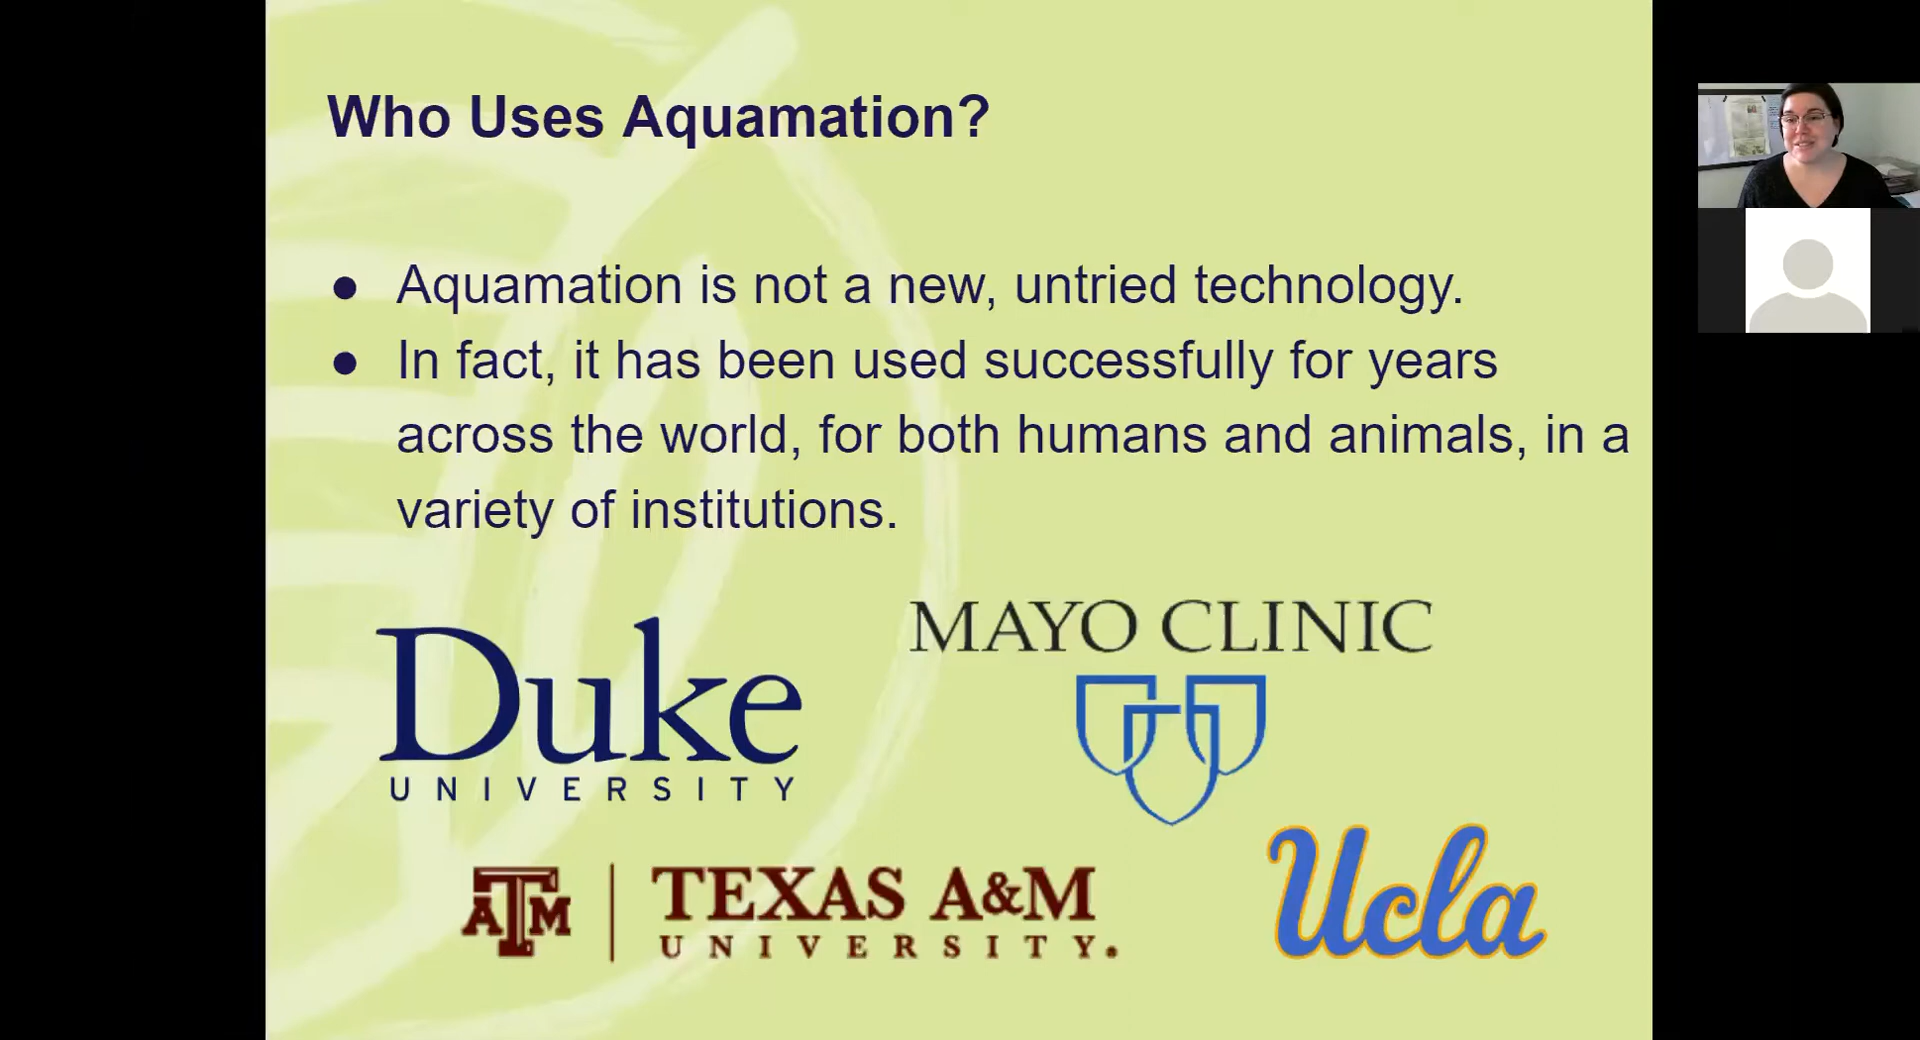 Who Uses Aquamation?
● Aquamation is not a new, untried technology.
● In fact, it has been used successfully for years
across the world, for both humans and animals, in a
variety of institutions.
Duke
UNIVERSITY
MAYO CLINIC
ATM
TEXAS A&M
UNIVERSITY.
Ucla